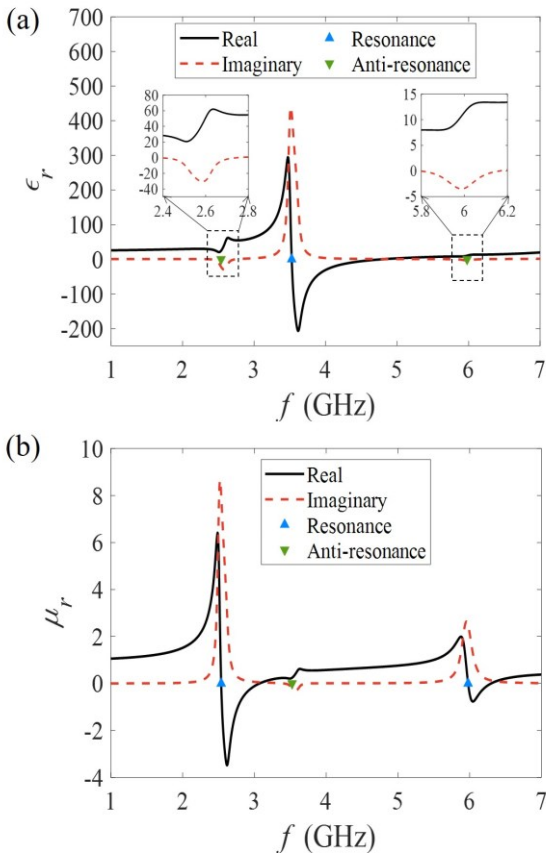 (a)
700
600
500
400
300
200
100
0
-100
-200
ϵr
Real
Resonance
Imaginary
Anti-resonance
80
60
40
20
0
-20
-40
2.4 2.6 2.8
15
10
5
0
-5
5.8 6 6.2
1 2 3 4 5 6 7
f (GHz)
(b)
10
8
6
4
2
0
-2
-4
μr
Real
Imaginary
Resonance
Anti-resonance
1 2 3 4 5 6 7
f (GHz)